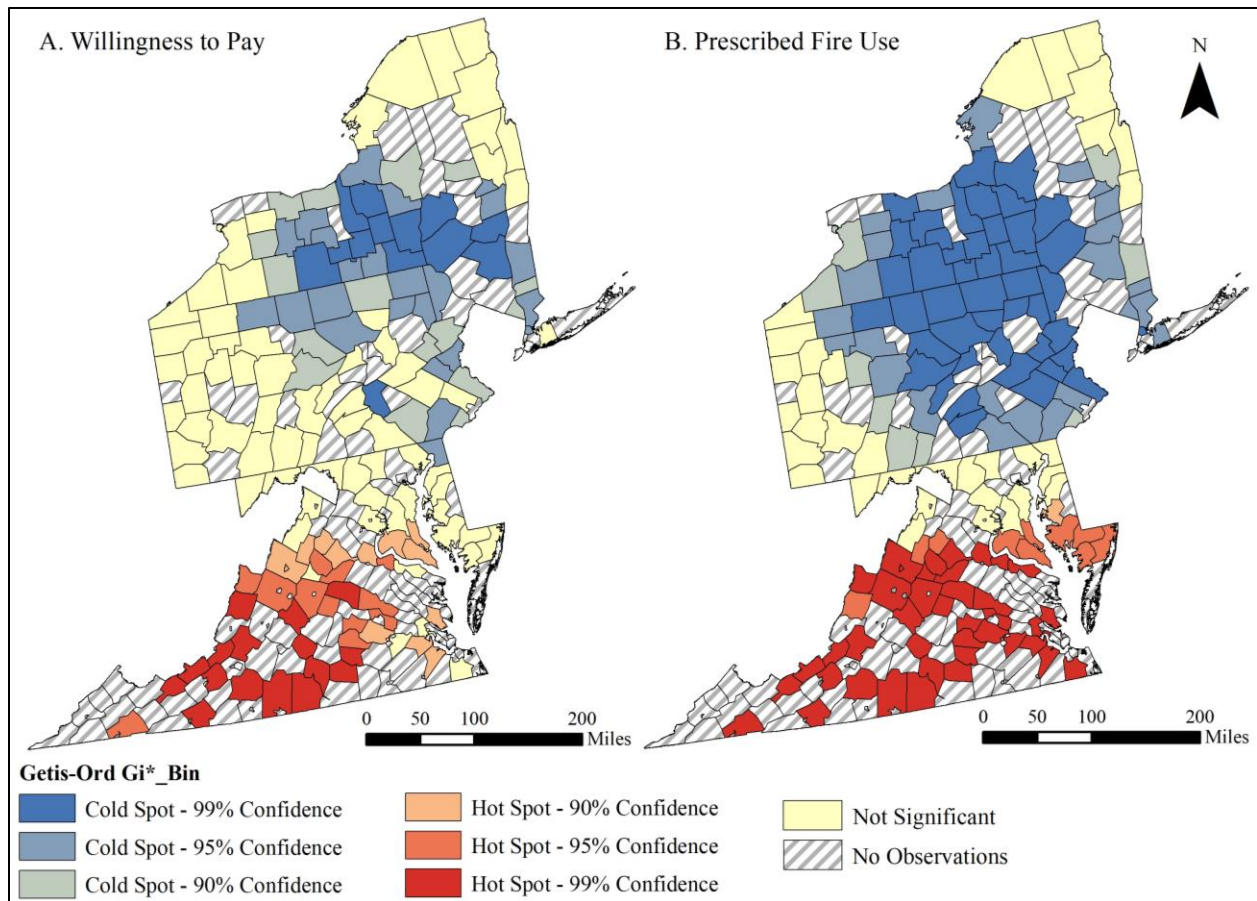 A. Willingness to Pay
B. Prescribed Fire Use
N
0 50 100 200
Miles
0 50 100 200
Miles
Getis-Ord Gi*_Bin
Cold Spot - 99% Confidence
Cold Spot - 95% Confidence
Cold Spot - 90% Confidence
Hot Spot - 90% Confidence
Hot Spot - 95% Confidence
Hot Spot - 99% Confidence
Not Significant
No Observations